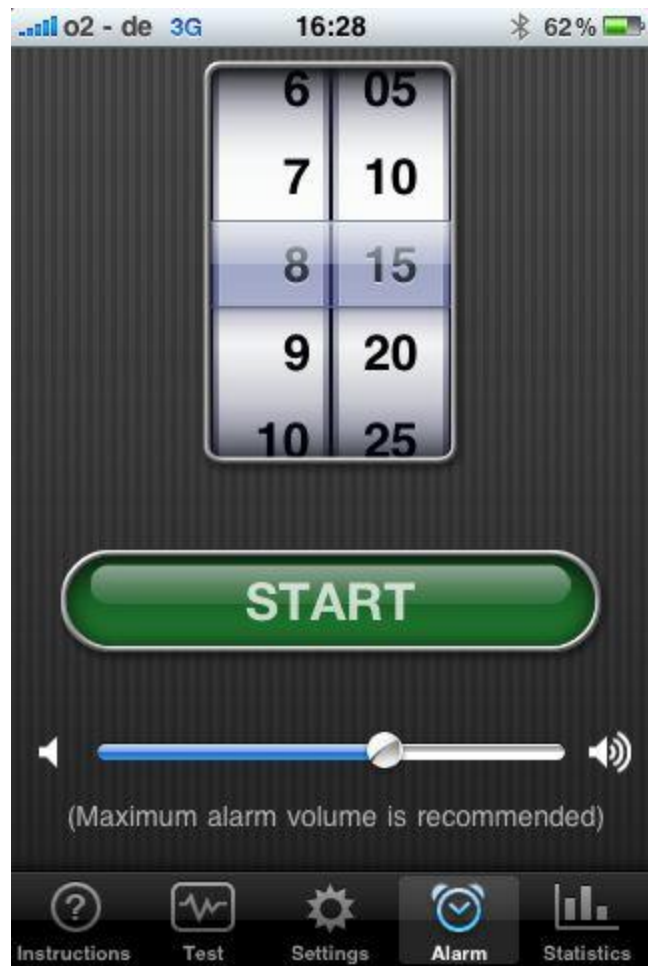 o2 - de 3G 16:28 62%
6 05
7 10
8 15
9 20
10 25
START
(Maximum alarm volume is recommended)
Instructions Test Settings Alarm Statistics